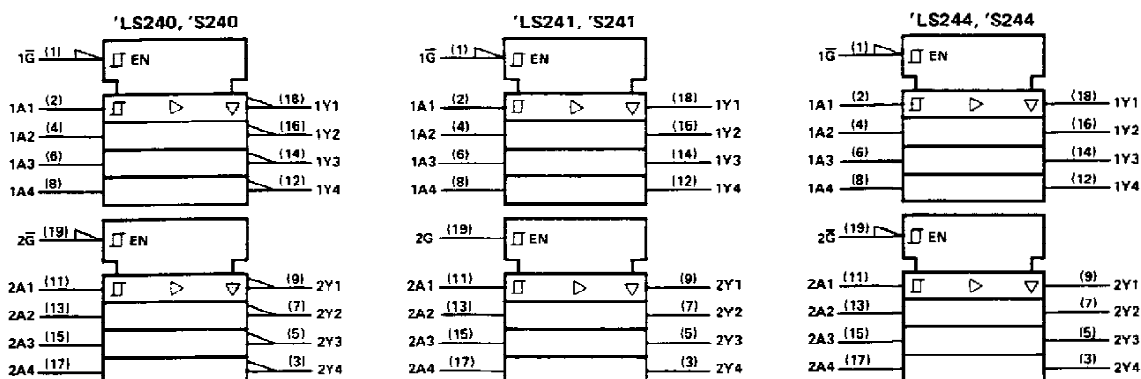 'LS240, 'S240
1G̅ (1) EN
1A1 (2) (18) 1Y1
1A2 (4) (16) 1Y2
1A3 (6) (14) 1Y3
1A4 (8) (12) 1Y4
2G̅ (19) EN
2A1 (11) (9) 2Y1
2A2 (13) (7) 2Y2
2A3 (15) (5) 2Y3
2A4 (17) (3) 2Y4
'LS241, 'S241
1G̅ (1) EN
1A1 (2) (18) 1Y1
1A2 (4) (16) 1Y2
1A3 (6) (14) 1Y3
1A4 (8) (12) 1Y4
2G (19) EN
2A1 (11) (9) 2Y1
2A2 (13) (7) 2Y2
2A3 (15) (5) 2Y3
2A4 (17) (3) 2Y4
'LS244, 'S244
1G̅ (1) EN
1A1 (2) (18) 1Y1
1A2 (4) (16) 1Y2
1A3 (6) (14) 1Y3
1A4 (8) (12) 1Y4
2G̅ (19) EN
2A1 (11) (9) 2Y1
2A2 (13) (7) 2Y2
2A3 (15) (5) 2Y3
2A4 (17) (3) 2Y4